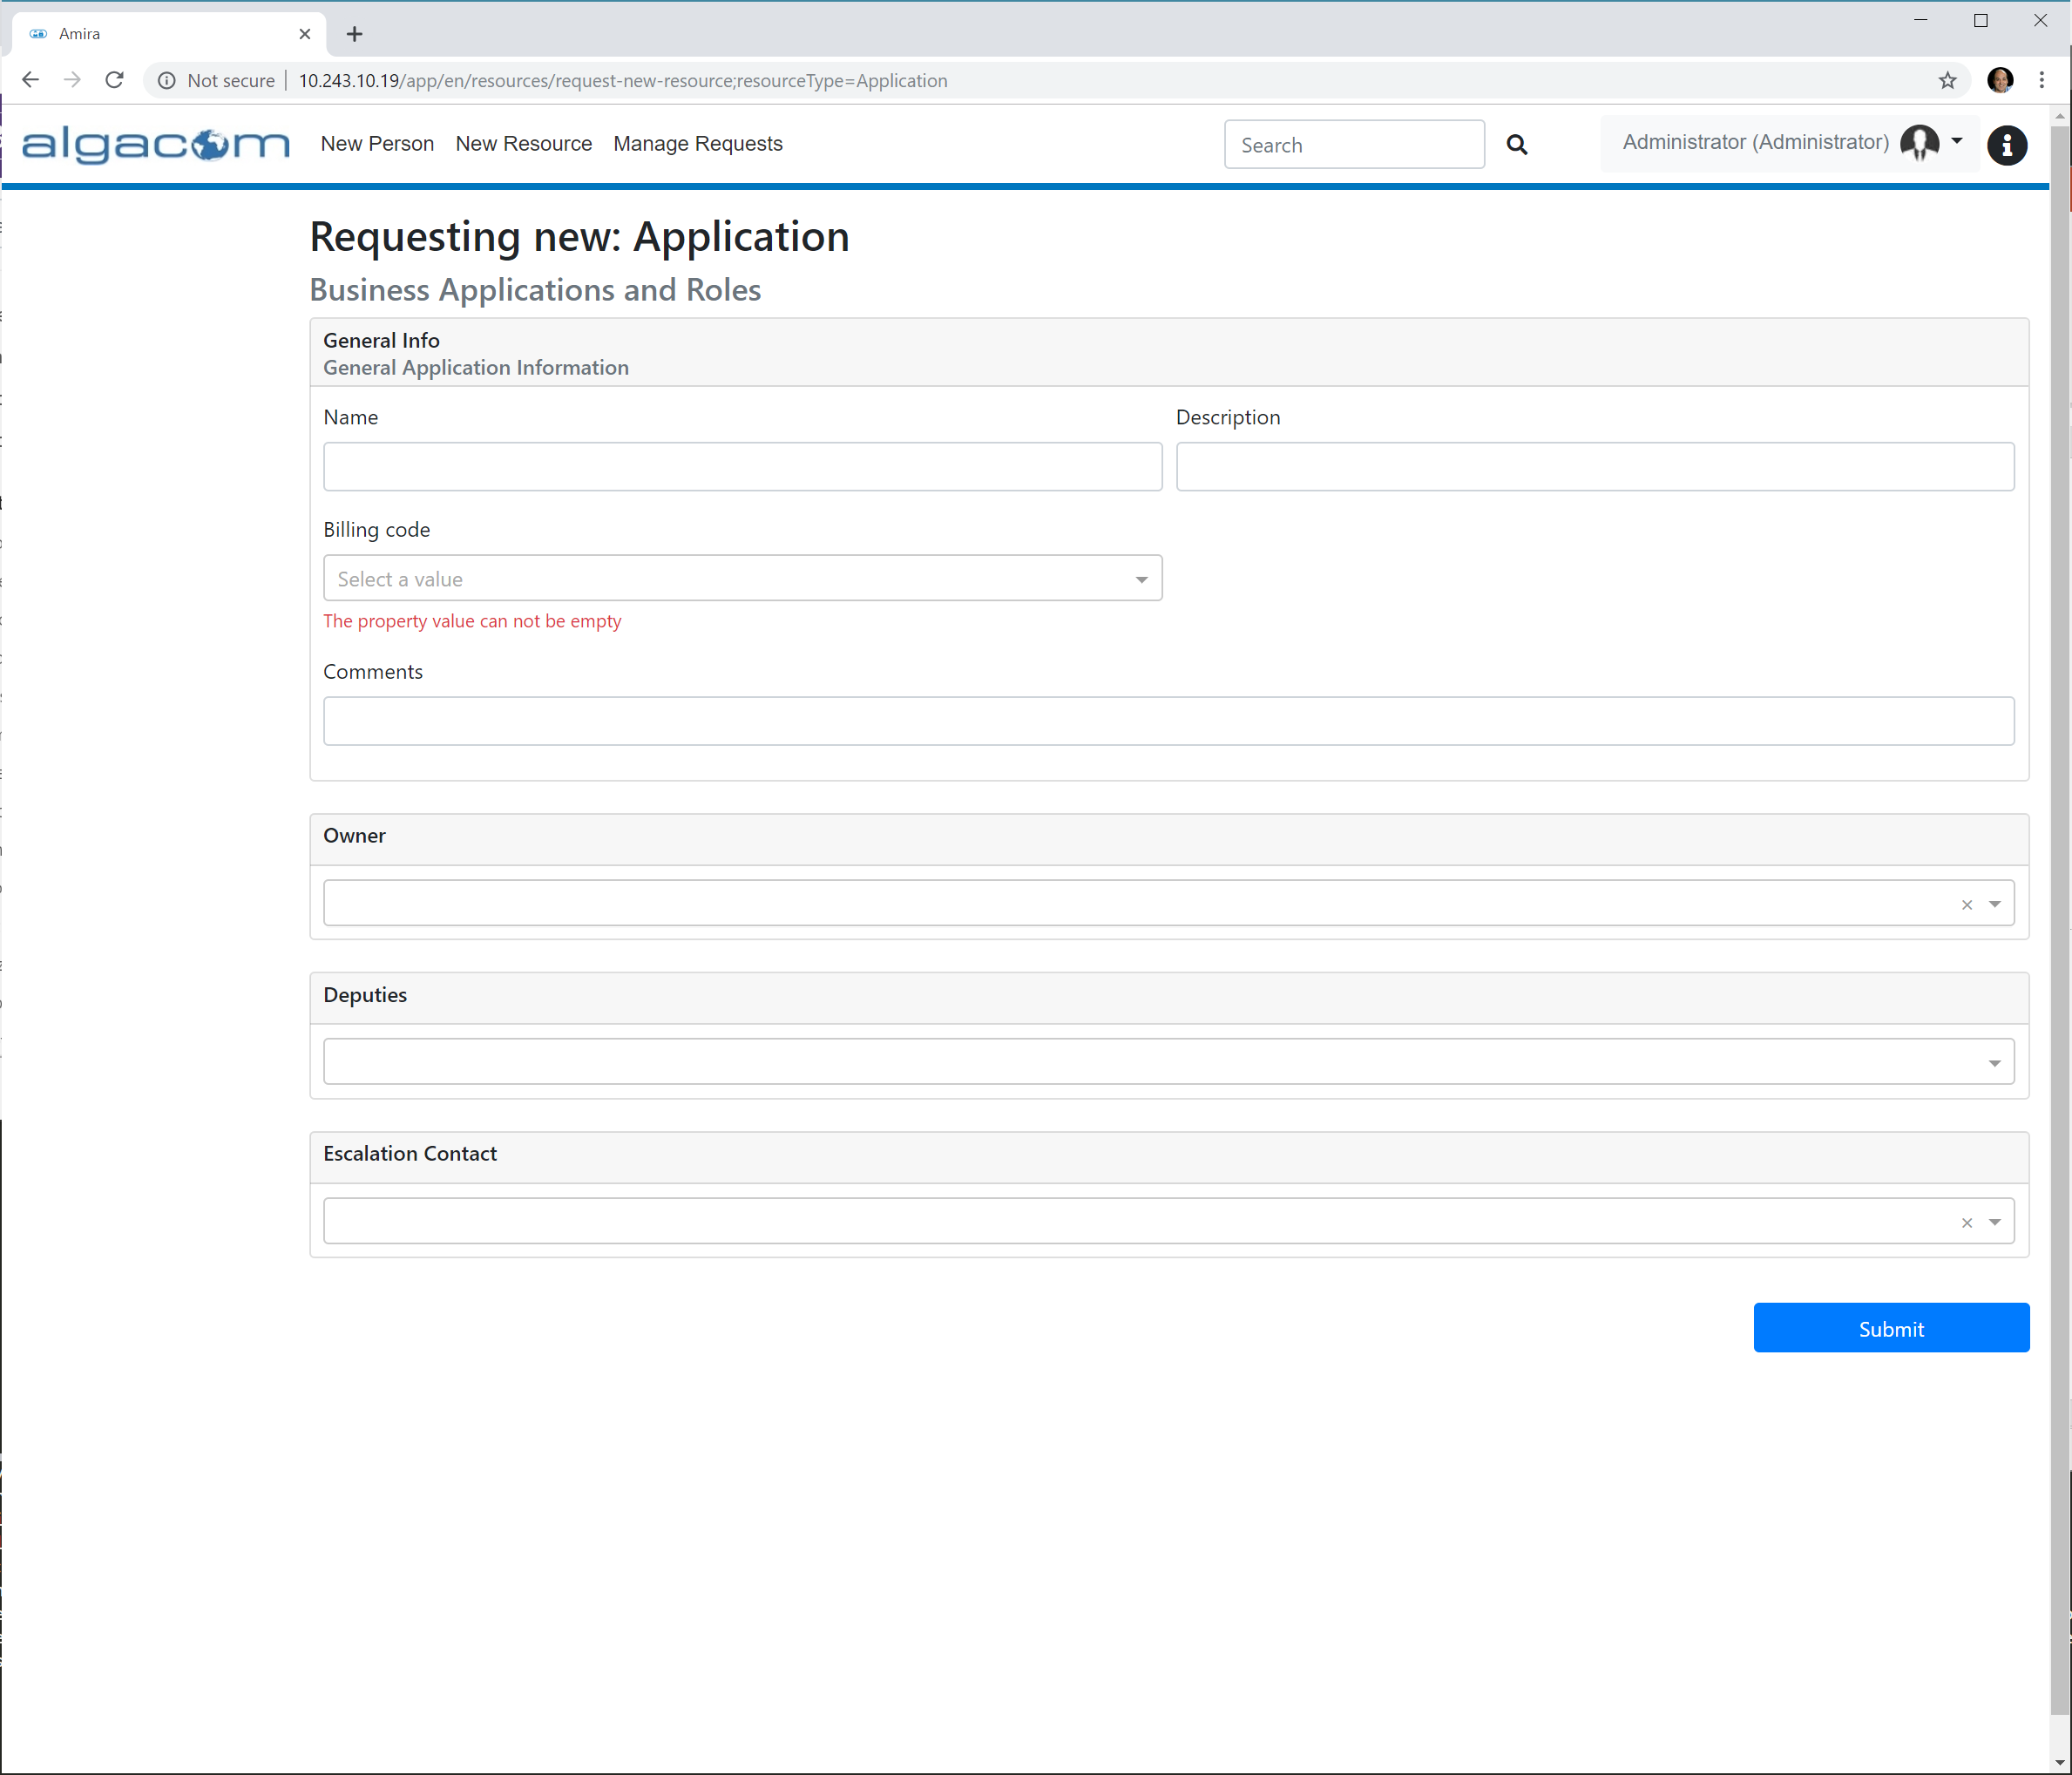 Amira
Not secure
10.243.10.19/app/en/resources/request-new-resource;resourceType=Application
algacom
New Person New Resource Manage Requests
Search
Administrator (Administrator)
Requesting new: Application
Business Applications and Roles
General Info
General Application Information
Name
Description
Billing code
Select a value
The property value can not be empty
Comments
Owner
Deputies
Escalation Contact
Submit